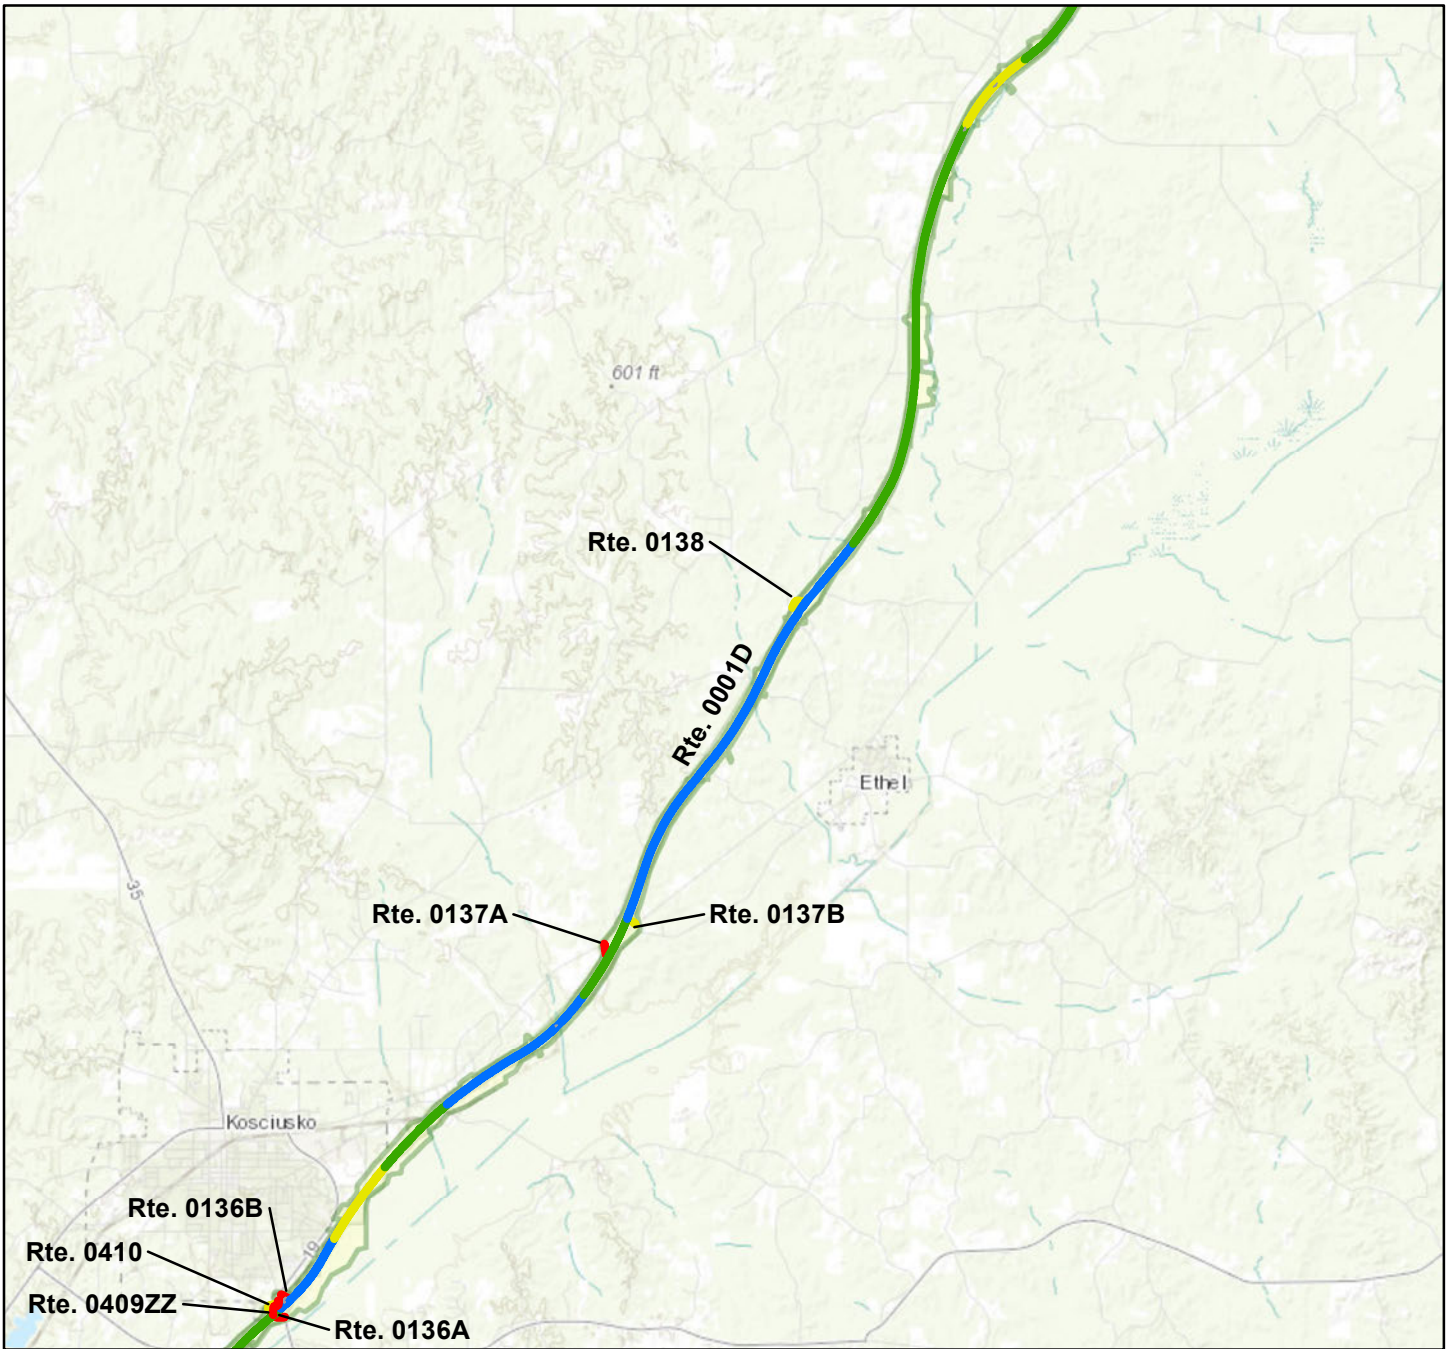 601 ft
Rte. 0138
Rte. 0001D
Ethel
35
Rte. 0137A
Rte. 0137B
Kosciusko
Rte. 0136B
19
Rte. 0410
Rte. 0409ZZ
Rte. 0136A